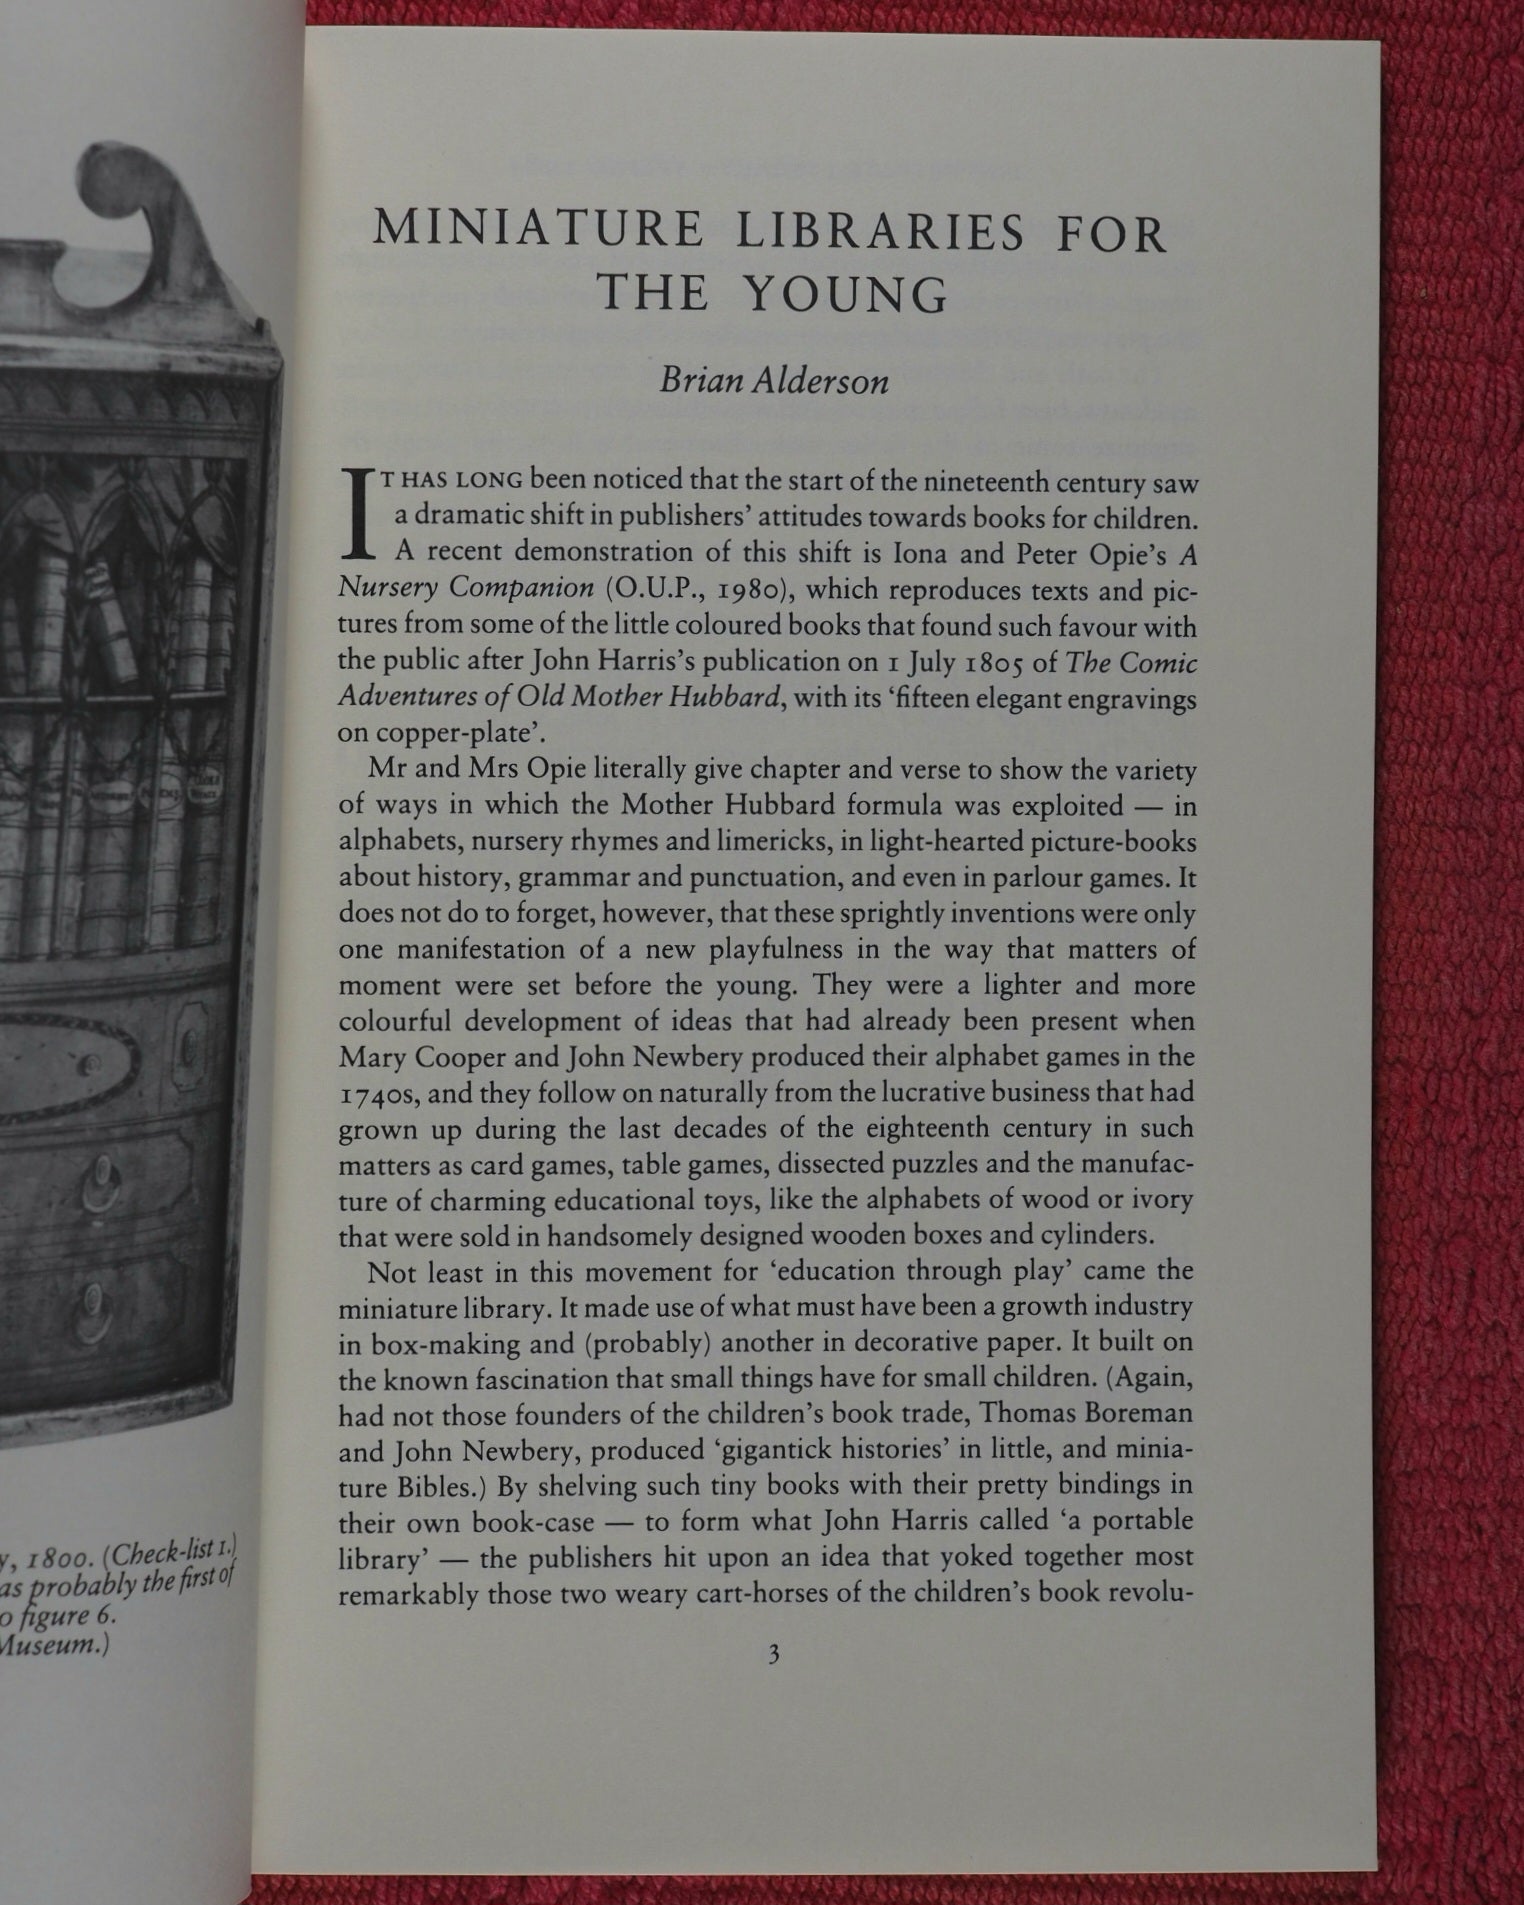 MINIATURE LIBRARIES FOR
THE YOUNG
Brian Alderson
IT HAS LONG been noticed that the start of the nineteenth century saw
a dramatic shift in publishers’ attitudes towards books for children.
A recent demonstration of this shift is Iona and Peter Opie’s A
Nursery Companion (O.U.P., 1980), which reproduces texts and pic-
tures from some of the little coloured books that found such favour with
the public after John Harris’s publication on 1 July 1805 of The Comic
Adventures of Old Mother Hubbard, with its ‘fifteen elegant engravings
on copper-plate’.
Mr and Mrs Opie literally give chapter and verse to show the variety
of ways in which the Mother Hubbard formula was exploited — in
alphabets, nursery rhymes and limericks, in light-hearted picture-books
about history, grammar and punctuation, and even in parlour games. It
does not do to forget, however, that these sprightly inventions were only
one manifestation of a new playfulness in the way that matters of
moment were set before the young. They were a lighter and more
colourful development of ideas that had already been present when
Mary Cooper and John Newbery produced their alphabet games in the
1740s, and they follow on naturally from the lucrative business that had
grown up during the last decades of the eighteenth century in such
matters as card games, table games, dissected puzzles and the manufac-
ture of charming educational toys, like the alphabets of wood or ivory
that were sold in handsomely designed wooden boxes and cylinders.
Not least in this movement for ‘education through play’ came the
miniature library. It made use of what must have been a growth industry
in box-making and (probably) another in decorative paper. It built on
the known fascination that small things have for small children. (Again,
had not those founders of the children’s book trade, Thomas Boreman
and John Newbery, produced ‘gigantick histories’ in little, and minia-
ture Bibles.) By shelving such tiny books with their pretty bindings in
their own book-case — to form what John Harris called ‘a portable
library’ — the publishers hit upon an idea that yoked together most
remarkably those two weary cart-horses of the children’s book revolu-
3
y, 1800. (Check-list 1.)
as probably the first of
o figure 6.
Museum.)